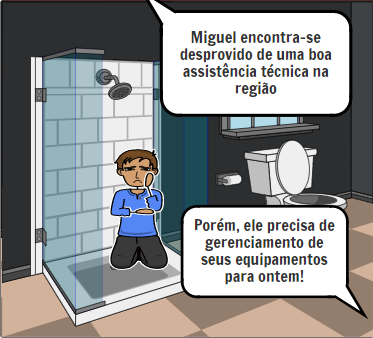 Miguel encontra-se
desprovido de uma boa
assistência técnica na
região
Porém, ele precisa de
gerenciamento de
seus equipamentos
para ontem!